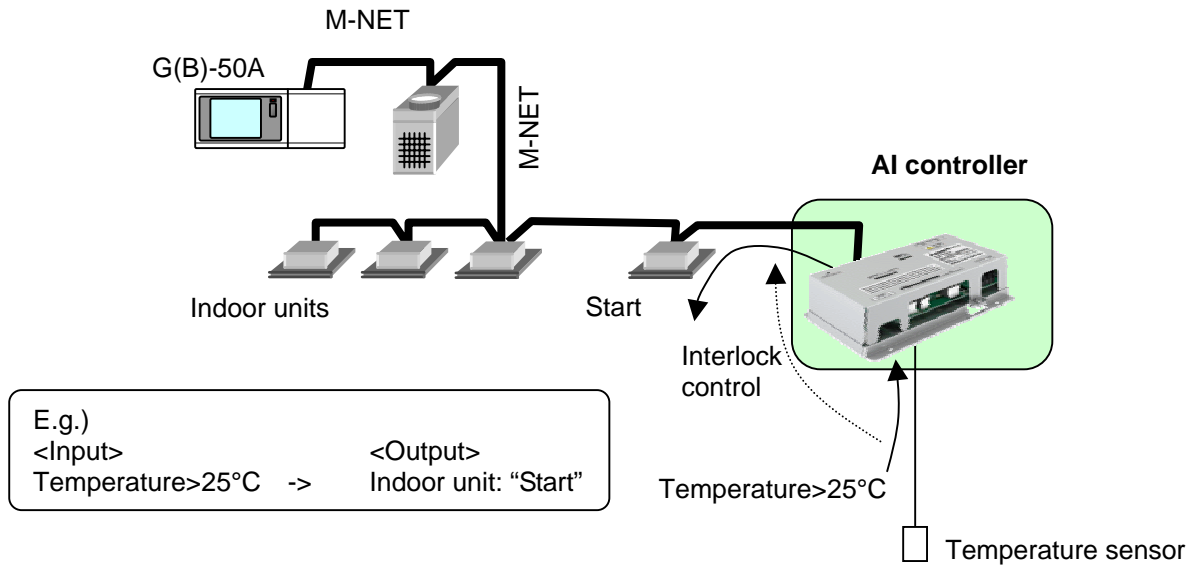 M-NET
G(B)-50A
M-NET
AI controller
Indoor units
Start
Interlock
control
E.g.)
<Input> <Output>
Temperature>25°C -> Indoor unit: “Start”
Temperature>25°C
Temperature sensor